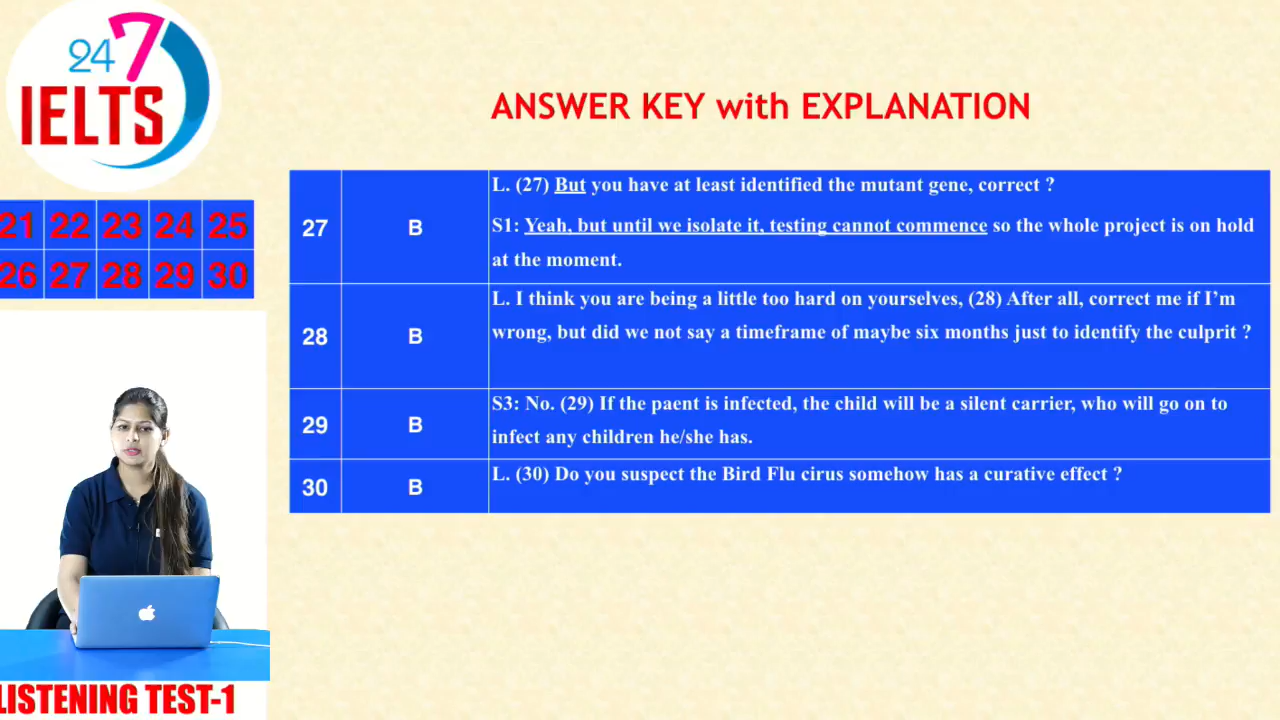 24 7
IELTS
ANSWER KEY with EXPLANATION
21 22 23 24 25
26 27 28 29 30
27
B
L. (27) But you have at least identified the mutant gene, correct ?
S1: Yeah, but until we isolate it, testing cannot commence so the whole project is on hold
at the moment.
28
B
L. I think you are being a little too hard on yourselves, (28) After all, correct me if I'm
wrong, but did we not say a timeframe of maybe six months just to identify the culprit ?
29
B
S3: No. (29) If the paent is infected, the child will be a silent carrier, who will go on to
infect any children he/she has.
30
B
L. (30) Do you suspect the Bird Flu cirus somehow has a curative effect ?
LISTENING TEST-1